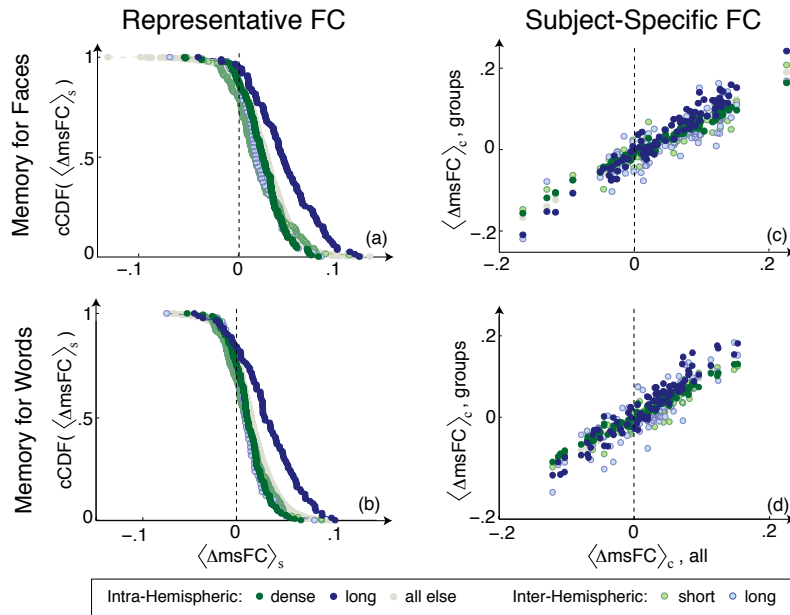 Representative FC
Subject-Specific FC
Memory for Faces
cCDF( ⟨ΔmsFC⟩s )
1
.5
0
−.1
0
.1
(a)
⟨ΔmsFC⟩c , groups
.2
0
−.2
−.2
0
.2
(c)
Memory for Words
cCDF( ⟨ΔmsFC⟩s )
1
.5
0
−.1
0
.1
(b)
⟨ΔmsFC⟩s
⟨ΔmsFC⟩c, groups
.2
0
−.2
−.2
0
.2
(d)
⟨ΔmsFC⟩c , all
Intra-Hemispheric: dense long all else Inter-Hemispheric: short long